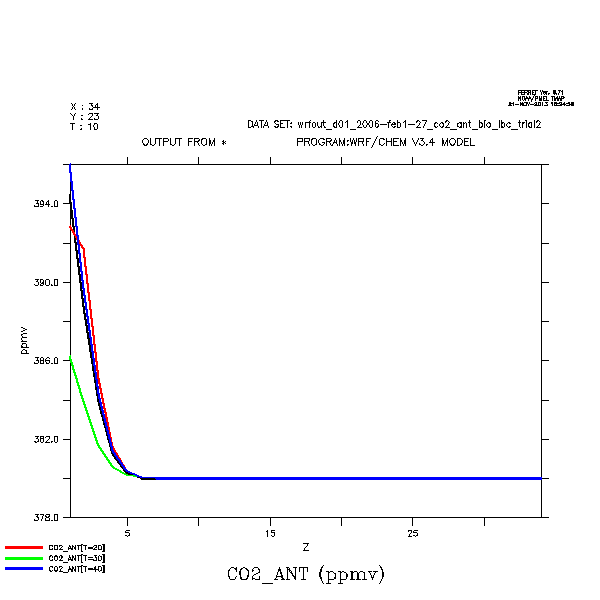 FERRET Ver. 6.71
NOAA/PMEL TMAP
X : 34
Y : 23
T : 10
DATA SET: wrfout_d01_2006-feb1-27_co2_ant_bio_lbc_trial2
OUTPUT FROM * PROGRAM:WRF/CHEM V3.4 MODEL
394.0
390.0
386.0
382.0
378.0
ppmv
5 15 25
Z
CO2_ANT[T=20]
CO2_ANT[T=30]
CO2_ANT[T=40]
CO2_ANT (ppmv)